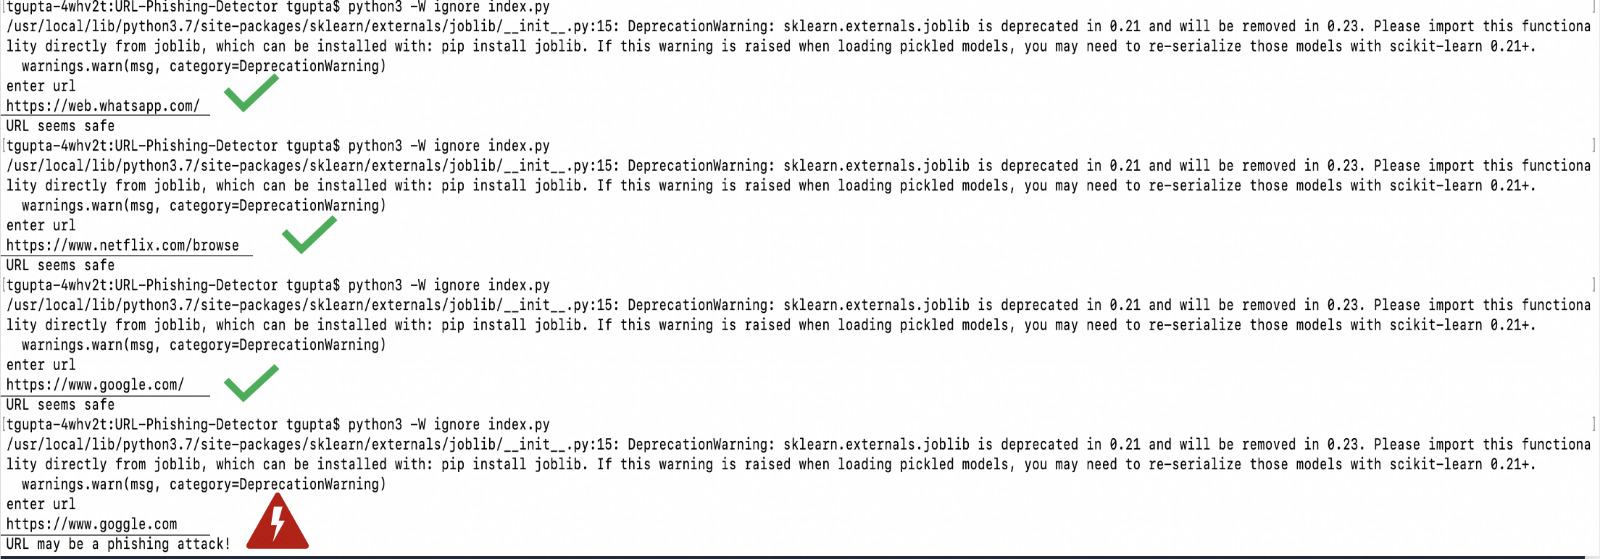 [tgupta-4whv2t:URL-Phishing-Detector tgupta$ python3 -W ignore index.py ]
/usr/local/lib/python3.7/site-packages/sklearn/externals/joblib/__init__.py:15: DeprecationWarning: sklearn.externals.joblib is deprecated in 0.21 and will be removed in 0.23. Please import this functiona
lity directly from joblib, which can be installed with: pip install joblib. If this warning is raised when loading pickled models, you may need to re-serialize those models with scikit-learn 0.21+.
  warnings.warn(msg, category=DeprecationWarning)
enter url
https://web.whatsapp.com/
URL seems safe
[tgupta-4whv2t:URL-Phishing-Detector tgupta$ python3 -W ignore index.py ]
/usr/local/lib/python3.7/site-packages/sklearn/externals/joblib/__init__.py:15: DeprecationWarning: sklearn.externals.joblib is deprecated in 0.21 and will be removed in 0.23. Please import this functiona
lity directly from joblib, which can be installed with: pip install joblib. If this warning is raised when loading pickled models, you may need to re-serialize those models with scikit-learn 0.21+.
  warnings.warn(msg, category=DeprecationWarning)
enter url
https://www.netflix.com/browse
URL seems safe
[tgupta-4whv2t:URL-Phishing-Detector tgupta$ python3 -W ignore index.py ]
/usr/local/lib/python3.7/site-packages/sklearn/externals/joblib/__init__.py:15: DeprecationWarning: sklearn.externals.joblib is deprecated in 0.21 and will be removed in 0.23. Please import this functiona
lity directly from joblib, which can be installed with: pip install joblib. If this warning is raised when loading pickled models, you may need to re-serialize those models with scikit-learn 0.21+.
  warnings.warn(msg, category=DeprecationWarning)
enter url
https://www.google.com/
URL seems safe
[tgupta-4whv2t:URL-Phishing-Detector tgupta$ python3 -W ignore index.py ]
/usr/local/lib/python3.7/site-packages/sklearn/externals/joblib/__init__.py:15: DeprecationWarning: sklearn.externals.joblib is deprecated in 0.21 and will be removed in 0.23. Please import this functiona
lity directly from joblib, which can be installed with: pip install joblib. If this warning is raised when loading pickled models, you may need to re-serialize those models with scikit-learn 0.21+.
  warnings.warn(msg, category=DeprecationWarning)
enter url
https://www.goggle.com
URL may be a phishing attack!